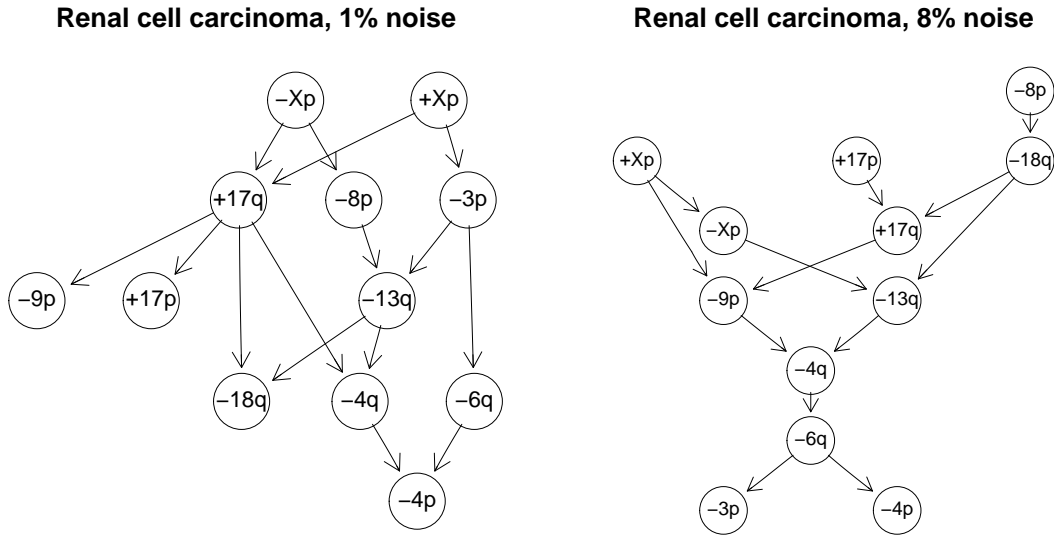 Renal cell carcinoma, 1% noise
−Xp
+Xp
+17q
−8p
−3p
−9p
+17p
−13q
−18q
−4q
−6q
−4p
Renal cell carcinoma, 8% noise
−8p
+Xp
+17p
−18q
−Xp
+17q
−9p
−13q
−4q
−6q
−3p
−4p